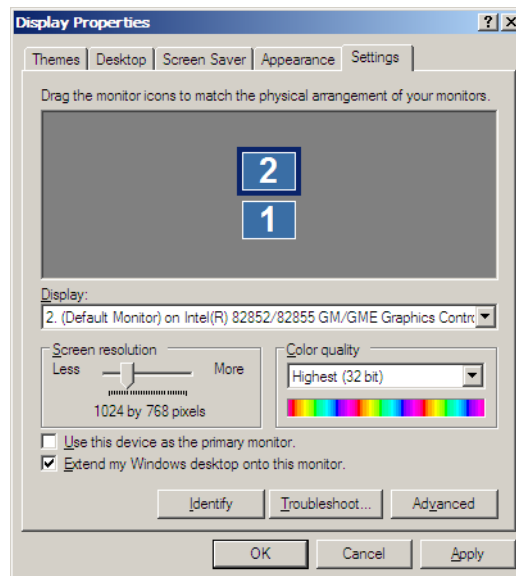 Display Properties
Themes Desktop Screen Saver Appearance Settings
Drag the monitor icons to match the physical arrangement of your monitors.
2
1
Display:
2. (Default Monitor) on Intel(R) 82852/82855 GM/GME Graphics Contro
Screen resolution
Less More
1024 by 768 pixels
Color quality
Highest (32 bit)
Use this device as the primary monitor.
Extend my Windows desktop onto this monitor.
Identify Troubleshoot... Advanced
OK Cancel Apply